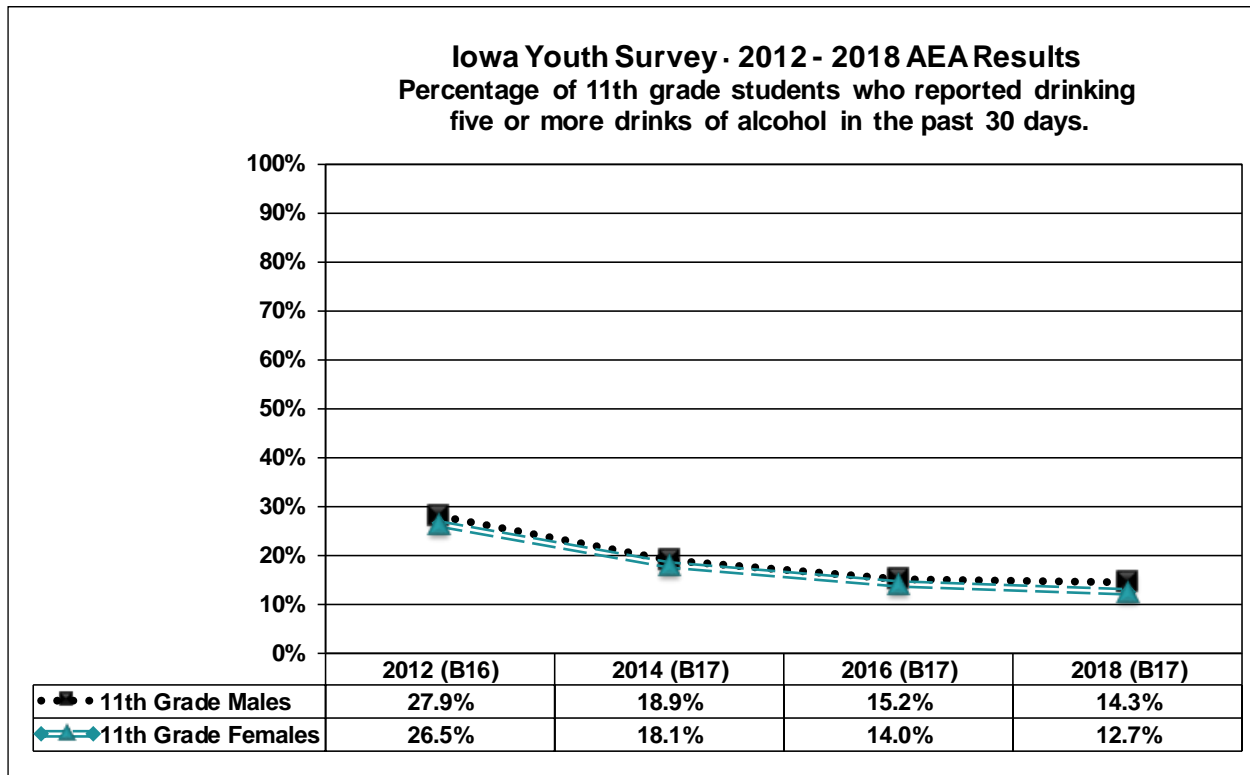 Iowa Youth Survey · 2012 - 2018 AEA Results
Percentage of 11th grade students who reported drinking
five or more drinks of alcohol in the past 30 days.
100%
90%
80%
70%
60%
50%
40%
30%
20%
10%
0%
2012 (B16) 2014 (B17) 2016 (B17) 2018 (B17)
11th Grade Males 27.9% 18.9% 15.2% 14.3%
11th Grade Females 26.5% 18.1% 14.0% 12.7%